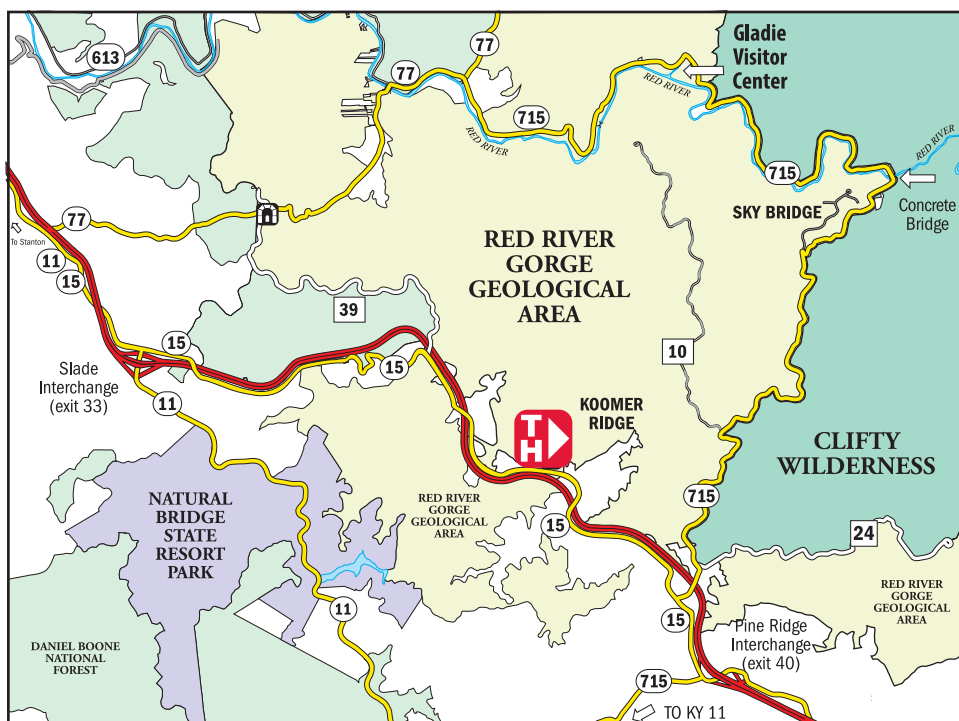 613
77
77
Gladie
Visitor
Center
RED RIVER
715
RED RIVER
715
RED RIVER
Concrete
Bridge
SKY BRIDGE
77
To Stanton
11
15
RED RIVER
GORGE
GEOLOGICAL
AREA
39
10
15
15
Slade
Interchange
(exit 33)
11
T
H
KOOMER
RIDGE
CLIFTY
WILDERNESS
NATURAL
BRIDGE
STATE
RESORT
PARK
RED RIVER
GORGE
GEOLOGICAL
AREA
715
15
24
RED RIVER
GORGE
GEOLOGICAL
AREA
11
15
Pine Ridge
Interchange
(exit 40)
DANIEL BOONE
NATIONAL
FOREST
715
TO KY 11